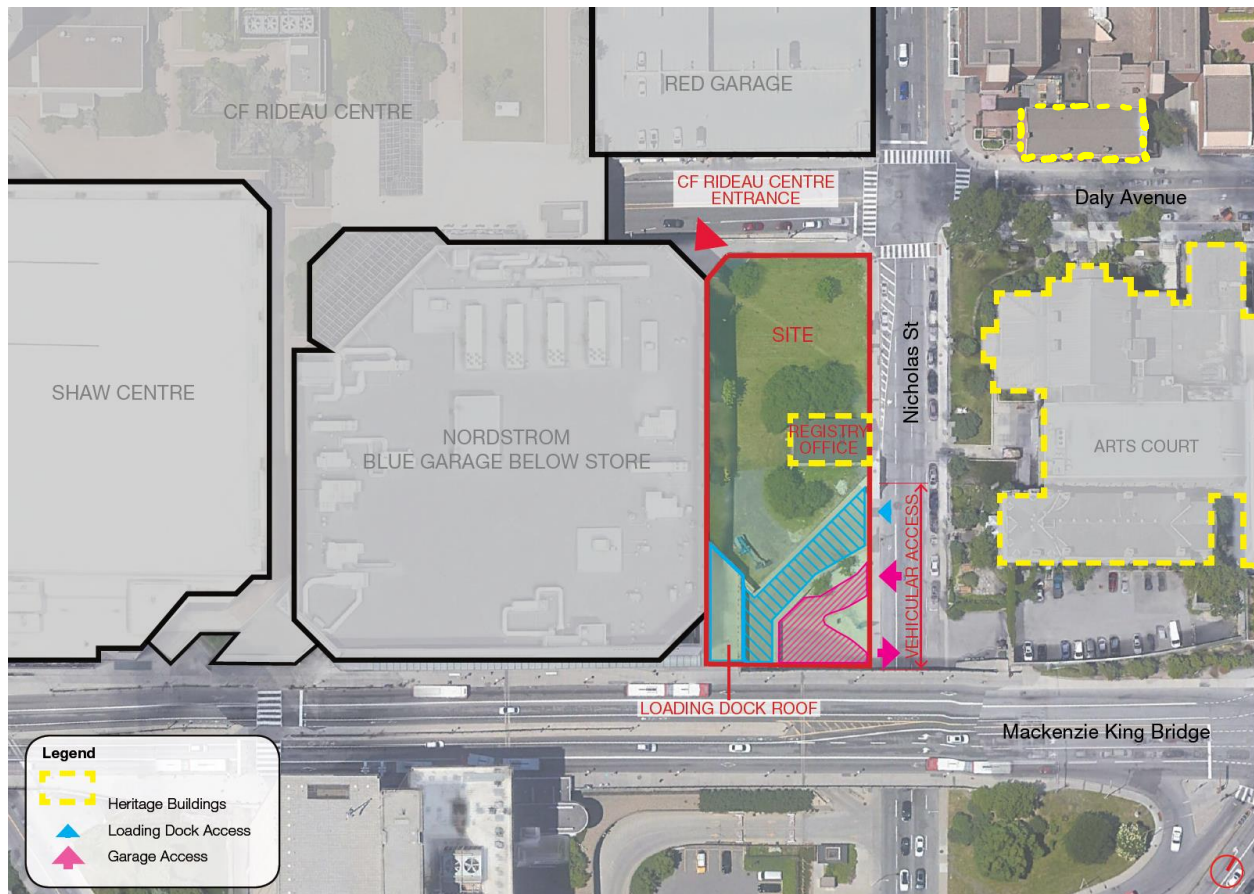 RED GARAGE
CF RIDEAU CENTRE
CF RIDEAU CENTRE
ENTRANCE
Daly Avenue
SITE
Nicholas St
SHAW CENTRE
REGISTRY
OFFICE
NORDSTROM
BLUE GARAGE BELOW STORE
ARTS COURT
VEHICULAR ACCESS
LOADING DOCK ROOF
Mackenzie King Bridge
Legend
Heritage Buildings
Loading Dock Access
Garage Access